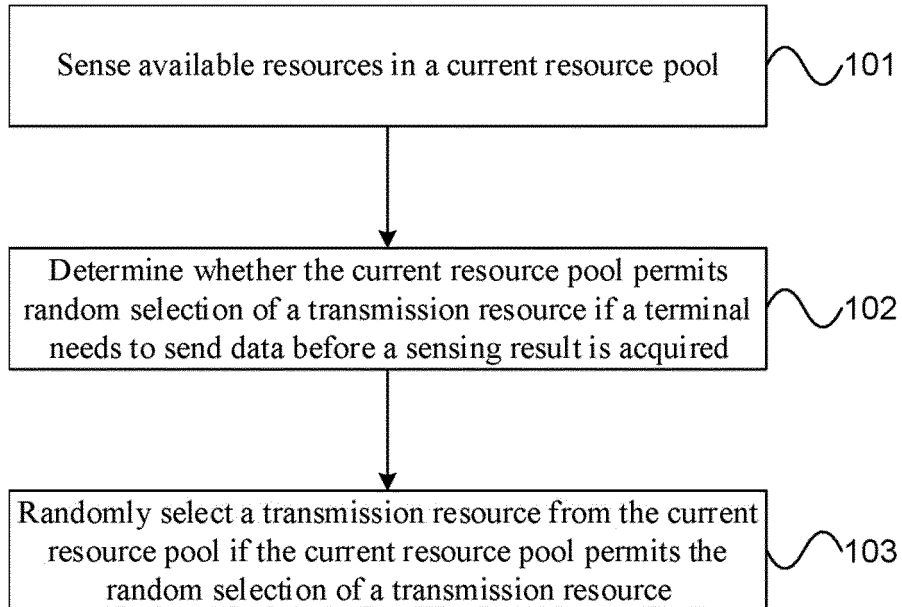 Sense available resources in a current resource pool
101
Determine whether the current resource pool permits
random selection of a transmission resource if a terminal
needs to send data before a sensing result is acquired
102
Randomly select a transmission resource from the current
resource pool if the current resource pool permits the
random selection of a transmission resource
103